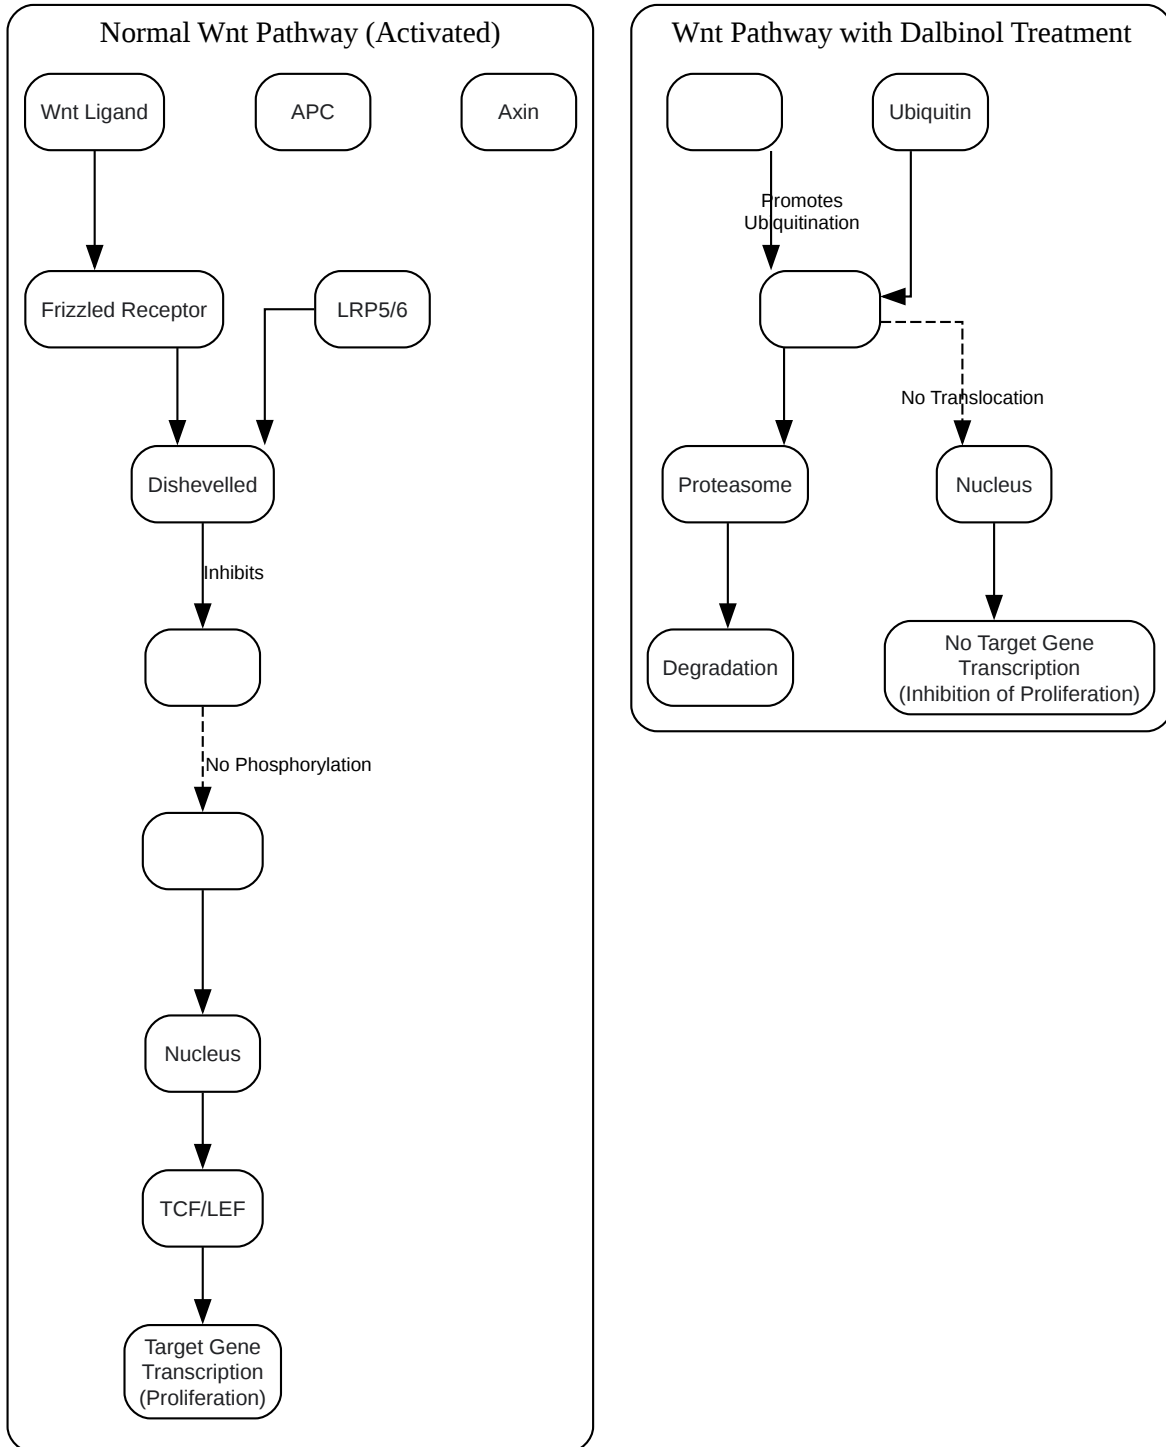 Normal Wnt Pathway (Activated)
Wnt Ligand
APC
Axin
Frizzled Receptor
LRP5/6
Dishevelled
Inhibits
No Phosphorylation
Nucleus
TCF/LEF
Target Gene
Transcription
(Proliferation)
Wnt Pathway with Dalbinol Treatment
Ubiquitin
Promotes
Ubiquitination
No Translocation
Proteasome
Nucleus
Degradation
No Target Gene
Transcription
(Inhibition of Proliferation)